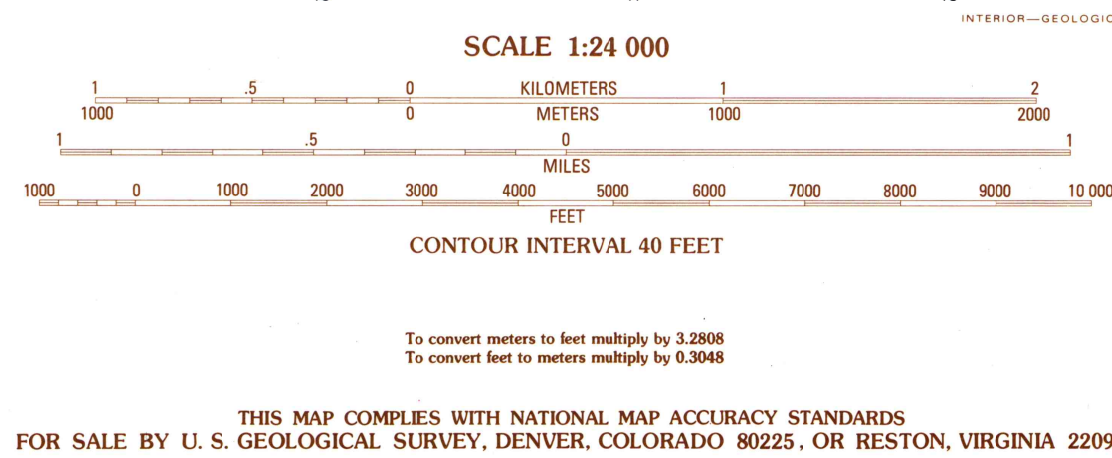 INTERIOR—GEOLOGIC
SCALE 1:24 000
1 .5 0 KILOMETERS 1 2
1000 0 METERS 1000 2000
1 .5 0 1
MILES
1000 0 1000 2000 3000 4000 5000 6000 7000 8000 9000 10 000
FEET
CONTOUR INTERVAL 40 FEET
To convert meters to feet multiply by 3.2808
To convert feet to meters multiply by 0.3048
THIS MAP COMPLIES WITH NATIONAL MAP ACCURACY STANDARDS
FOR SALE BY U. S. GEOLOGICAL SURVEY, DENVER, COLORADO 80225, OR RESTON, VIRGINIA 2209